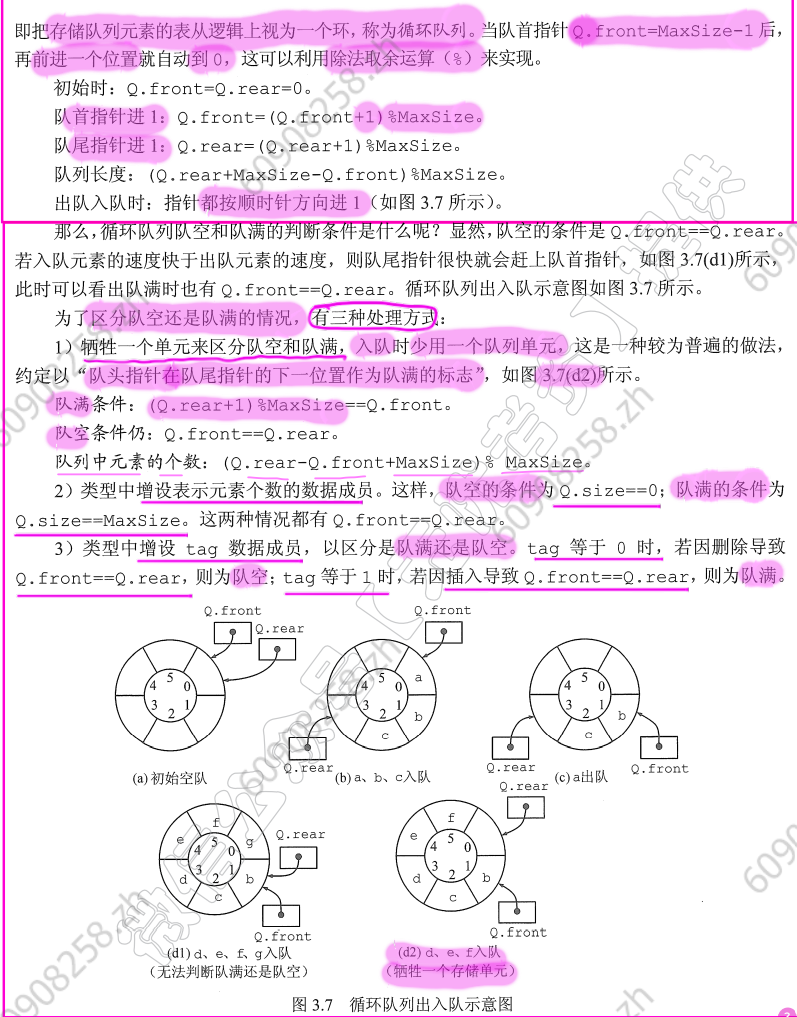 即把存储队列元素的表从逻辑上视为一个环，称为循环队列。当队首指针 Q.front=MaxSize-1 后，
再前进一个位置就自动到 0，这可以利用除法取余运算（%）来实现。
初始时：Q.front=Q.rear=0。
队首指针进 1：Q.front=(Q.front+1)%MaxSize。
队尾指针进 1：Q.rear=(Q.rear+1)%MaxSize。
队列长度：(Q.rear+MaxSize-Q.front)%MaxSize。
出队入队时：指针都按顺时针方向进 1（如图 3.7 所示）。
那么，循环队列队空和队满的判断条件是什么呢？显然，队空的条件是 Q.front==Q.rear。
若入队元素的速度快于出队元素的速度，则队尾指针很快就会赶上队首指针，如图 3.7(d1)所示，
此时可以看出队满时也有 Q.front==Q.rear。循环队列出入队示意图如图 3.7 所示。
为了区分队空还是队满的情况，有三种处理方式：
1）牺牲一个单元来区分队空和队满，入队时少用一个队列单元，这是一种较为普遍的做法，
约定以“队头指针在队尾指针的下一位置作为队满的标志”，如图 3.7(d2)所示。
队满条件：(Q.rear+1)%MaxSize==Q.front。
队空条件仍：Q.front==Q.rear。
队列中元素的个数：(Q.rear-Q.front+MaxSize)% MaxSize。
2）类型中增设表示元素个数的数据成员。这样，队空的条件为 Q.size==0；队满的条件为
Q.size==MaxSize。这两种情况都有 Q.front==Q.rear。
3）类型中增设 tag 数据成员，以区分是队满还是队空。tag 等于 0 时，若因删除导致
Q.front==Q.rear，则为队空；tag 等于 1 时，若因插入导致 Q.front==Q.rear，则为队满。
Q.front
Q.rear
5 0 1 2 3 4
(a) 初始空队
Q.front
a
b
c
5 0 1 2 3 4
Q.rear
(b) a、b、c入队
b
c
5 0 1 2 3 4
Q.rear
Q.front
(c) a出队
f
g
e
b
d
c
5 0 1 2 3 4
Q.rear
Q.front
(d1) d、e、f、g入队
（无法判断队满还是队空）
Q.rear
f
e
b
d
c
5 0 1 2 3 4
Q.front
(d2) d、e、f入队
（牺牲一个存储单元）
图 3.7 循环队列出入队示意图
60908258.zh